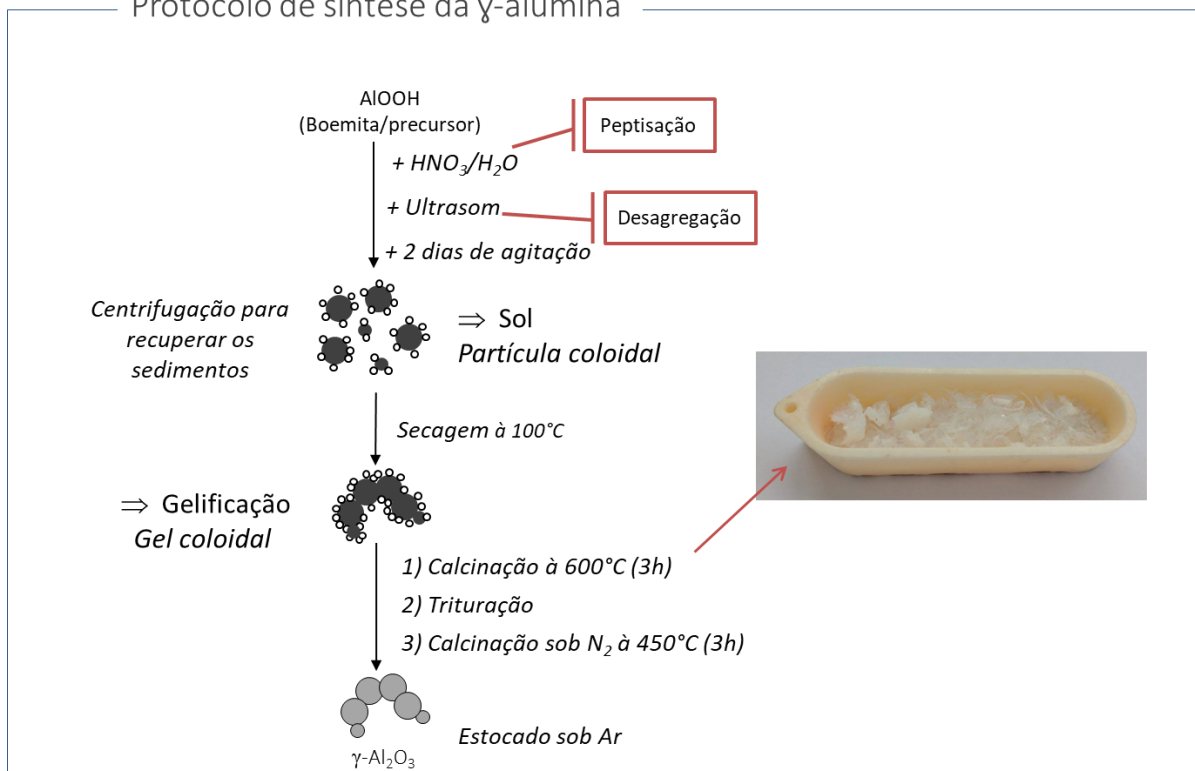 Protocolo de síntese da γ-alumina
AlOOH
(Boemita/precursor)
+ HNO₃/H₂O
Peptisação
+ Ultrasom
Desagregação
+ 2 dias de agitação
Centrifugação para
recuperar os
sedimentos
⇒ Sol
Partícula coloidal
Secagem à 100°C
⇒ Gelificação
Gel coloidal
1) Calcinação à 600°C (3h)
2) Trituração
3) Calcinação sob N₂ à 450°C (3h)
Estocado sob Ar
γ-Al₂O₃